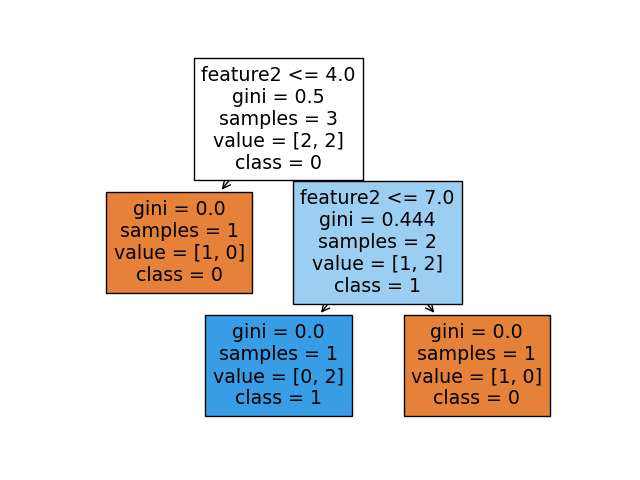 feature2 <= 4.0
gini = 0.5
samples = 3
value = [2, 2]
class = 0
gini = 0.0
samples = 1
value = [1, 0]
class = 0
feature2 <= 7.0
gini = 0.444
samples = 2
value = [1, 2]
class = 1
gini = 0.0
samples = 1
value = [0, 2]
class = 1
gini = 0.0
samples = 1
value = [1, 0]
class = 0